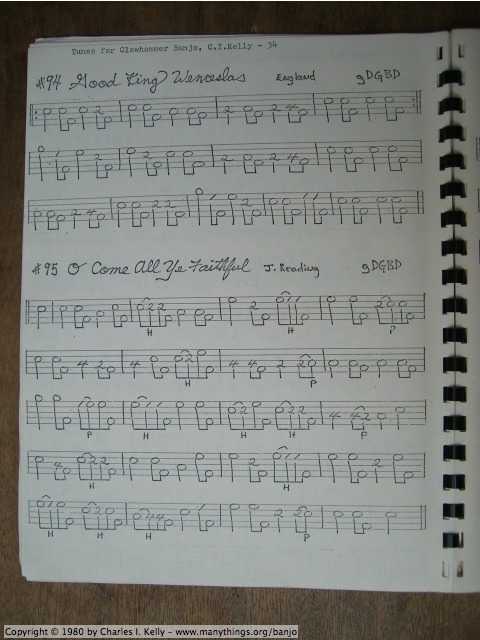 Tunes for Clawhammer Banjo, C.I.Kelly - 34
#94 Good King Wenceslas England gDGBD
#95 O Come All Ye Faithful J. Reading gDGBD
H H P
H P
P H H H P
H H
H H H P
Copyright © 1980 by Charles I. Kelly - www.manythings.org/banjo